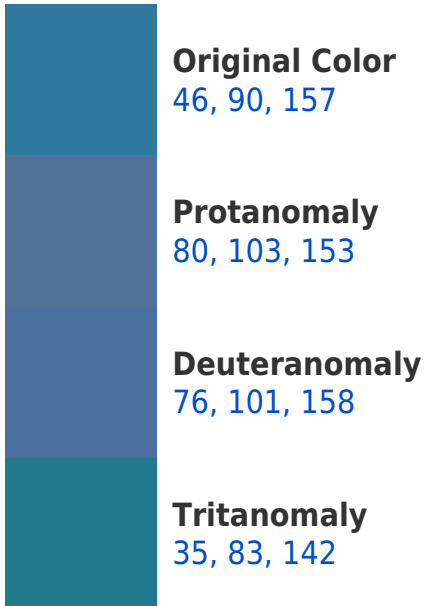 Original Color
46, 90, 157
Protanomaly
80, 103, 153
Deuteranomaly
76, 101, 158
Tritanomaly
35, 83, 142